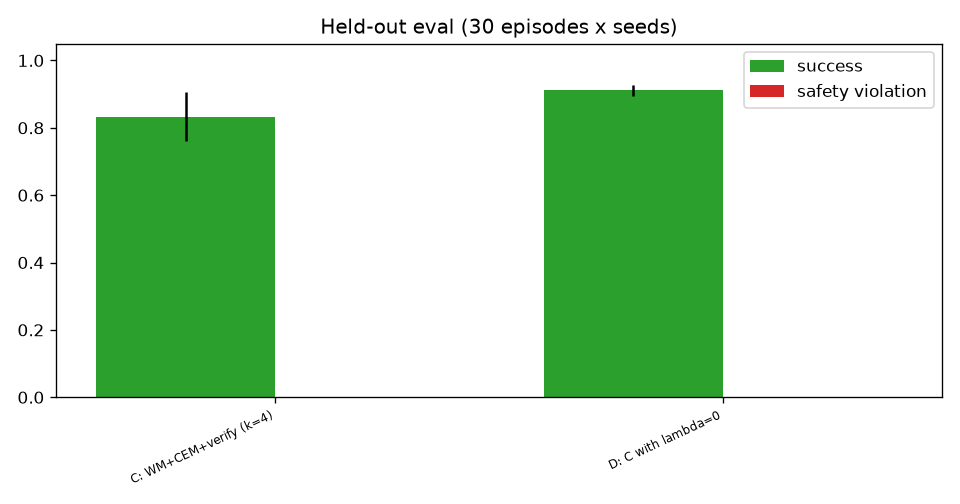 Held-out eval (30 episodes x seeds)
1.0
0.8
0.6
0.4
0.2
0.0
success
safety violation
C: WM+CEM+verify (k=4)
D: C with lambda=0